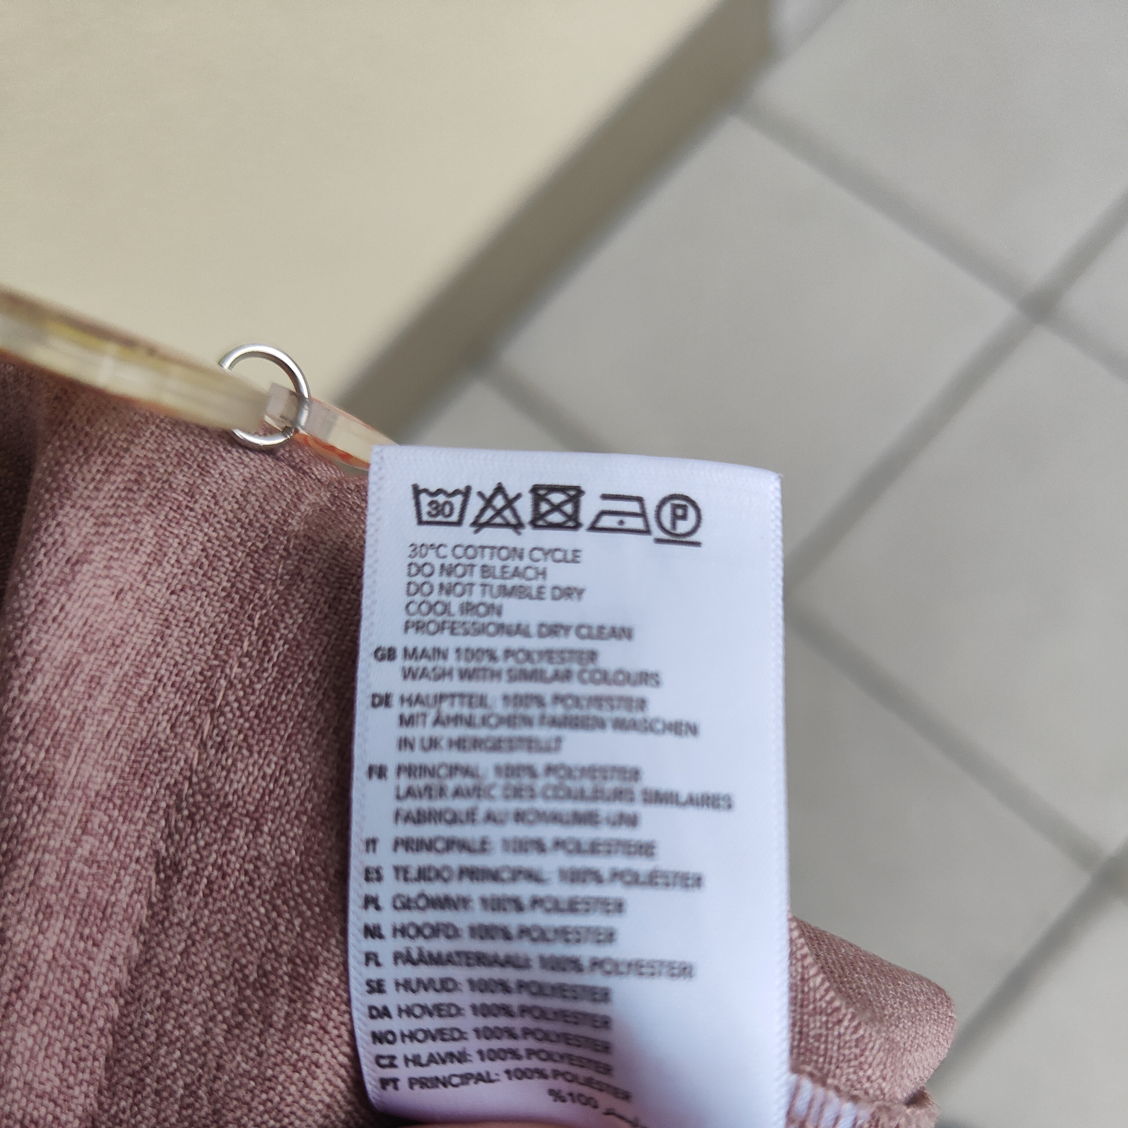 30
P
30°C COTTON CYCLE
DO NOT BLEACH
DO NOT TUMBLE DRY
COOL IRON
PROFESSIONAL DRY CLEAN
GB MAIN 100% POLYESTER
WASH WITH SIMILAR COLOURS
DE HAUPTTEIL: 100% POLYESTER
MIT ÄHNLICHEN FARBEN WASCHEN
IN UK HERGESTELLT
FR PRINCIPAL: 100% POLYESTER
LAVER AVEC DES COULEURS SIMILAIRES
FABRIQUÉ AU ROYAUME-UNI
IT PRINCIPALE: 100% POLIESTERE
ES TEJIDO PRINCIPAL: 100% POLIÉSTER
PL GŁÓWNY: 100% POLIESTER
NL HOOFD: 100% POLYESTER
FL PÄÄMATERIAALI: 100% POLYESTERI
SE HUVUD: 100% POLYESTER
DA HOVED: 100% POLYESTER
NO HOVED: 100% POLYESTER
CZ HLAVNÍ: 100% POLYESTER
PT PRINCIPAL: 100% POLIESTER
%100